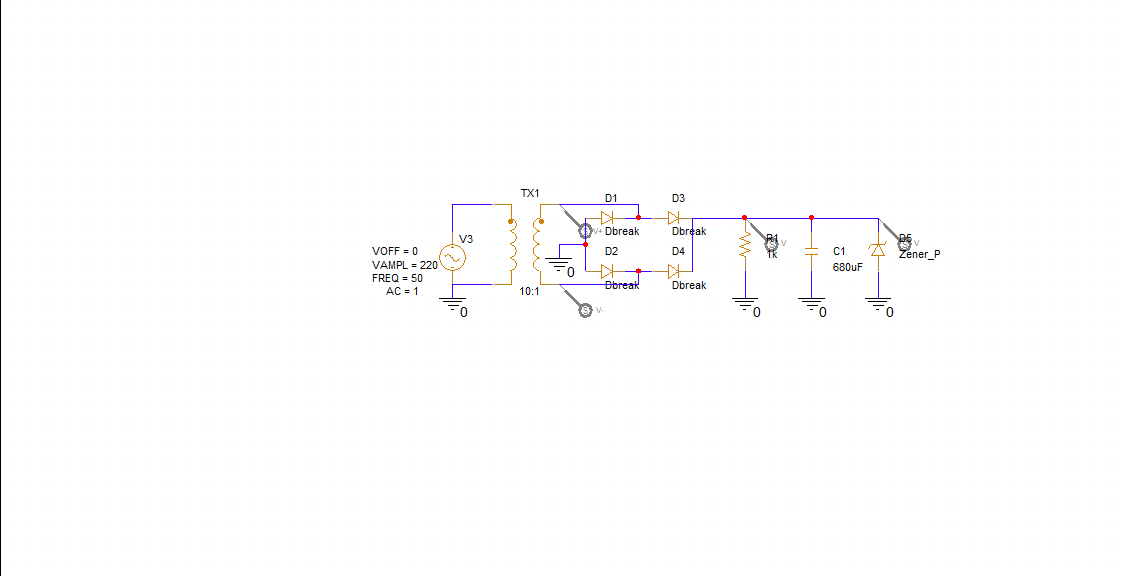 TX1
V3
VOFF = 0
VAMPL = 220
FREQ = 50
AC = 1
0
10:1
D1
Dbreak
D3
Dbreak
V+
D2
Dbreak
D4
Dbreak
0
V-
R1
1k
V
0
C1
680uF
0
D5
Zener_P
V
0